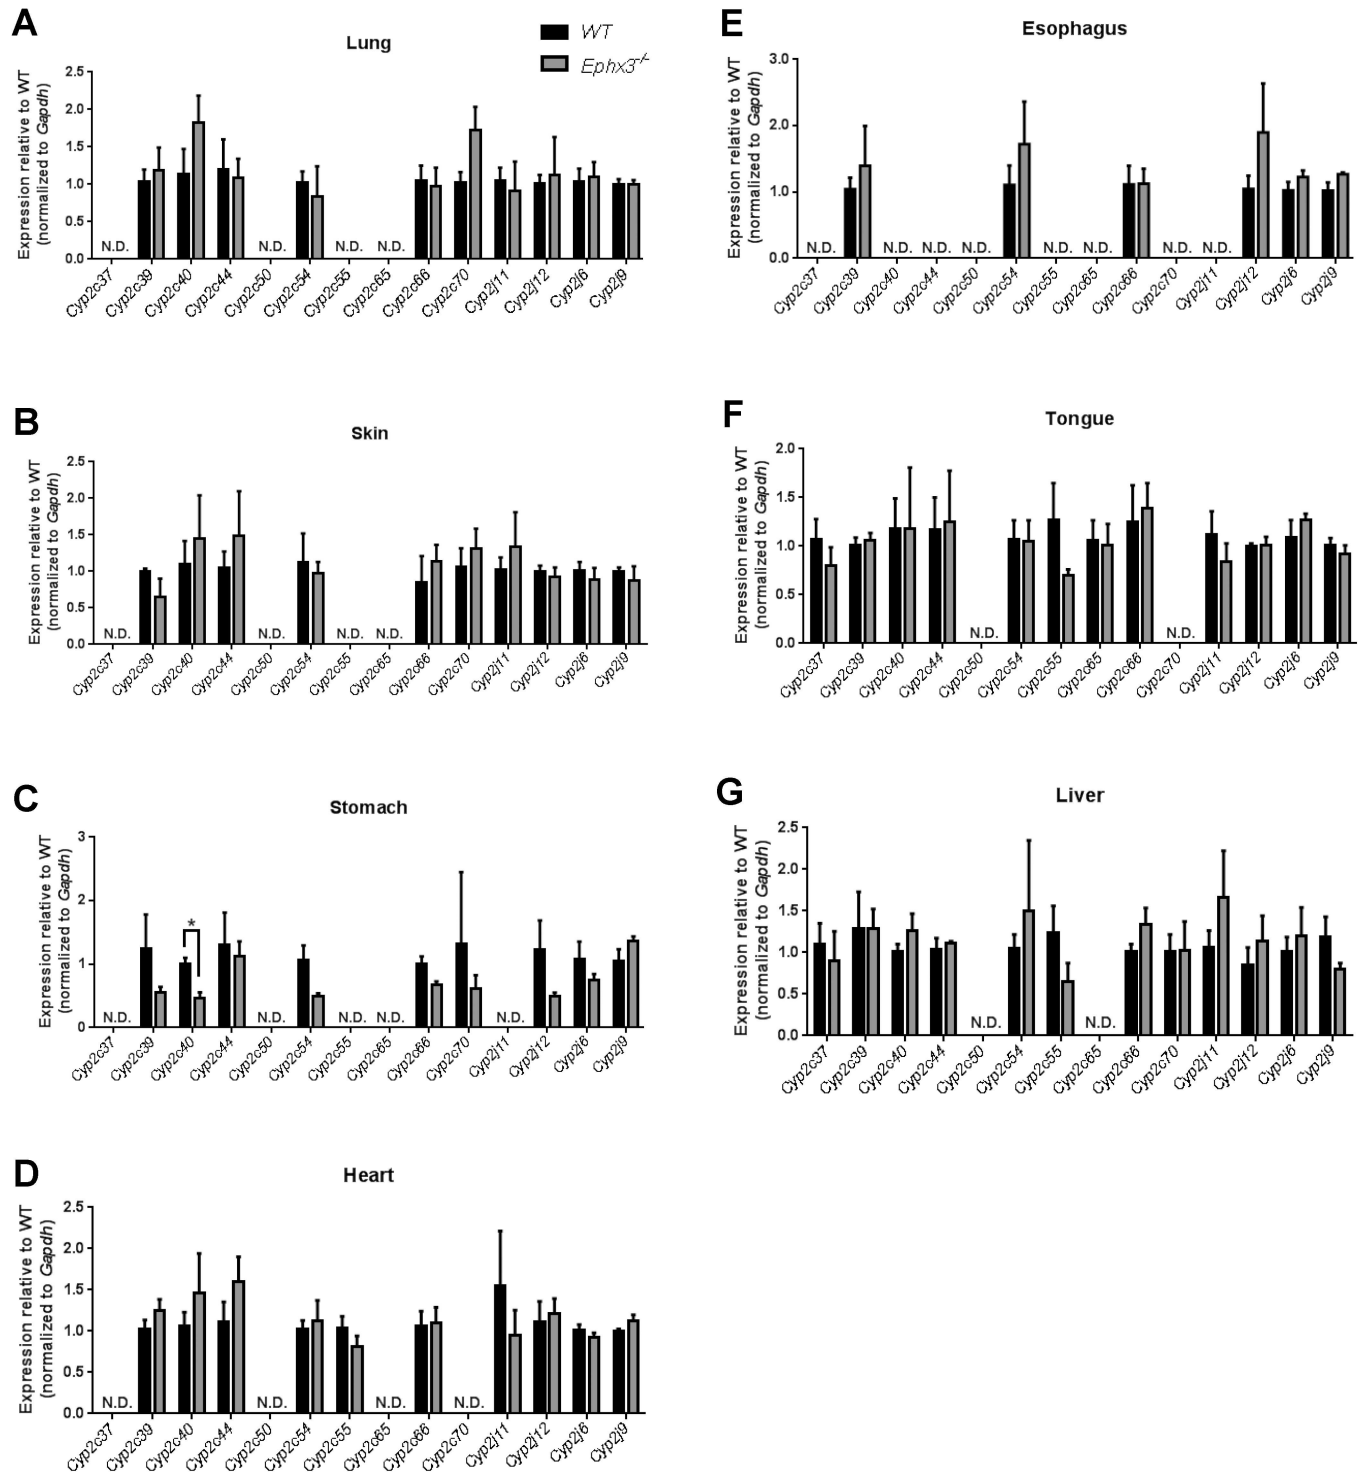 A
Lung
WT
Ephx3-/-
Expression relative to WT
(normalized to Gapdh)
2.5
2.0
1.5
1.0
0.5
0.0
N.D. N.D. N.D. N.D.
Cyp2c37 Cyp2c39 Cyp2c40 Cyp2c44 Cyp2c50 Cyp2c54 Cyp2c55 Cyp2c65 Cyp2c66 Cyp2c70 Cyp2j11 Cyp2j12 Cyp2j6 Cyp2j9
B
Skin
Expression relative to WT
(normalized to Gapdh)
2.5
2.0
1.5
1.0
0.5
0.0
N.D. N.D. N.D. N.D.
Cyp2c37 Cyp2c39 Cyp2c40 Cyp2c44 Cyp2c50 Cyp2c54 Cyp2c55 Cyp2c65 Cyp2c66 Cyp2c70 Cyp2j11 Cyp2j12 Cyp2j6 Cyp2j9
C
Stomach
Expression relative to WT
(normalized to Gapdh)
3
2
1
0
*
N.D. N.D. N.D. N.D. N.D.
Cyp2c37 Cyp2c39 Cyp2c40 Cyp2c44 Cyp2c50 Cyp2c54 Cyp2c55 Cyp2c65 Cyp2c66 Cyp2c70 Cyp2j11 Cyp2j12 Cyp2j6 Cyp2j9
D
Heart
Expression relative to WT
(normalized to Gapdh)
2.5
2.0
1.5
1.0
0.5
0.0
N.D. N.D. N.D. N.D.
Cyp2c37 Cyp2c39 Cyp2c40 Cyp2c44 Cyp2c50 Cyp2c54 Cyp2c55 Cyp2c65 Cyp2c66 Cyp2c70 Cyp2j11 Cyp2j12 Cyp2j6 Cyp2j9
E
Esophagus
Expression relative to WT
(normalized to Gapdh)
3.0
2.0
1.0
0.0
N.D. N.D. N.D. N.D. N.D. N.D. N.D. N.D.
Cyp2c37 Cyp2c39 Cyp2c40 Cyp2c44 Cyp2c50 Cyp2c54 Cyp2c55 Cyp2c65 Cyp2c66 Cyp2c70 Cyp2j11 Cyp2j12 Cyp2j6 Cyp2j9
F
Tongue
Expression relative to WT
(normalized to Gapdh)
2.0
1.5
1.0
0.5
0.0
N.D. N.D.
Cyp2c37 Cyp2c39 Cyp2c40 Cyp2c44 Cyp2c50 Cyp2c54 Cyp2c55 Cyp2c65 Cyp2c66 Cyp2c70 Cyp2j11 Cyp2j12 Cyp2j6 Cyp2j9
G
Liver
Expression relative to WT
(normalized to Gapdh)
2.5
2.0
1.5
1.0
0.5
0.0
N.D. N.D.
Cyp2c37 Cyp2c39 Cyp2c40 Cyp2c44 Cyp2c50 Cyp2c54 Cyp2c55 Cyp2c65 Cyp2c66 Cyp2c70 Cyp2j11 Cyp2j12 Cyp2j6 Cyp2j9